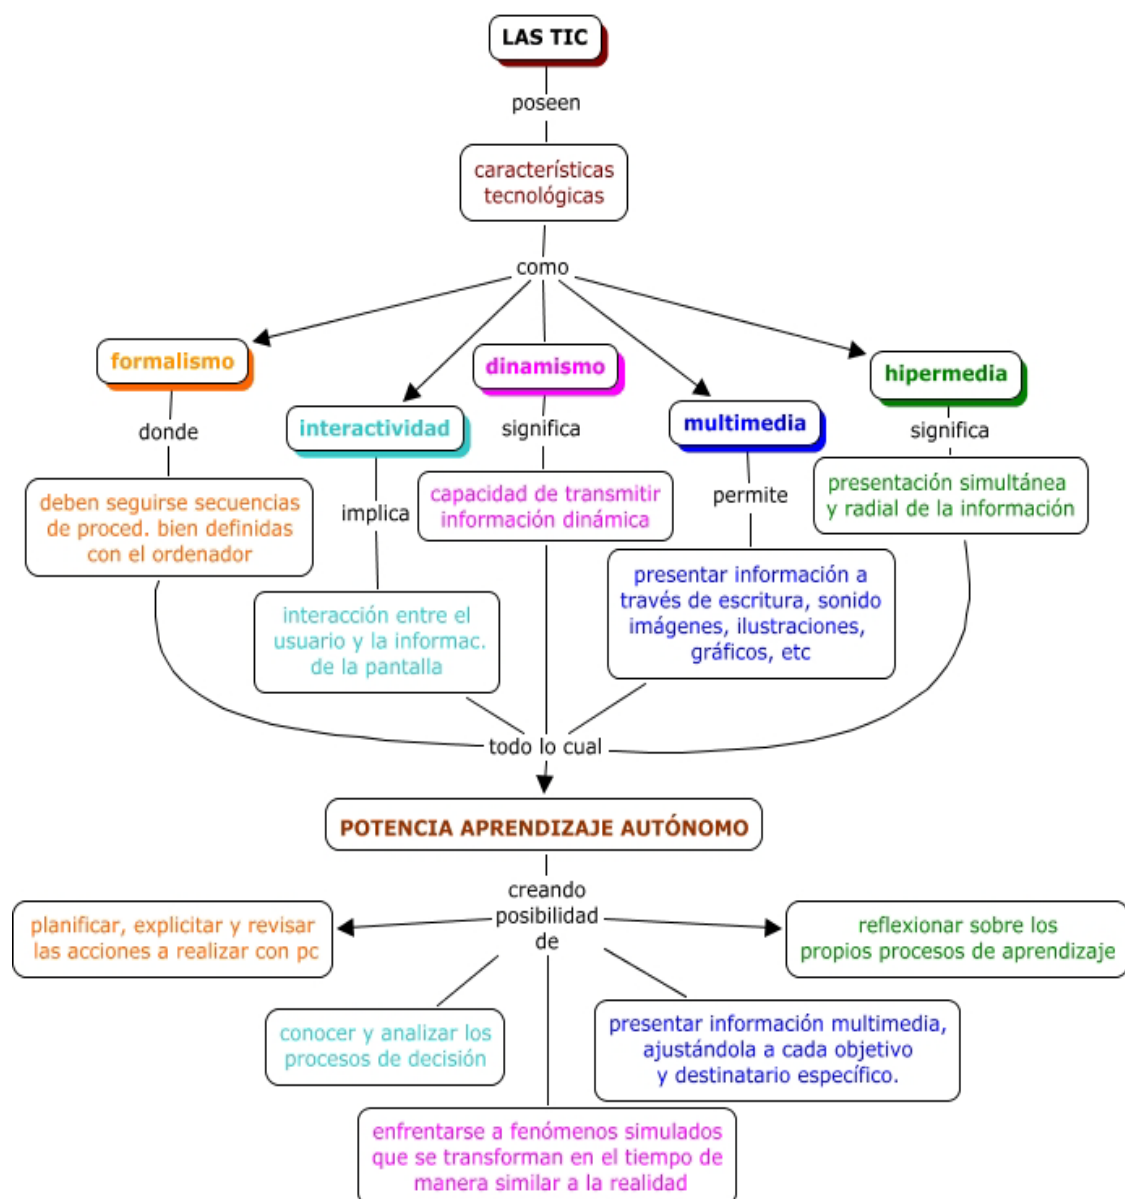 LAS TIC
poseen
características
tecnológicas
como
formalismo
dinamismo
hipermedia
interactividad
multimedia
donde
significa
significa
implica
permite
deben seguirse secuencias
de proced. bien definidas
con el ordenador
capacidad de transmitir
información dinámica
presentación simultánea
y radial de la información
interacción entre el
usuario y la informac.
de la pantalla
presentar información a
través de escritura, sonido
imágenes, ilustraciones,
gráficos, etc
todo lo cual
POTENCIA APRENDIZAJE AUTÓNOMO
creando
posibilidad
de
planificar, explicitar y revisar
las acciones a realizar con pc
reflexionar sobre los
propios procesos de aprendizaje
conocer y analizar los
procesos de decisión
presentar información multimedia,
ajustándola a cada objetivo
y destinatario específico.
enfrentarse a fenómenos simulados
que se transforman en el tiempo de
manera similar a la realidad